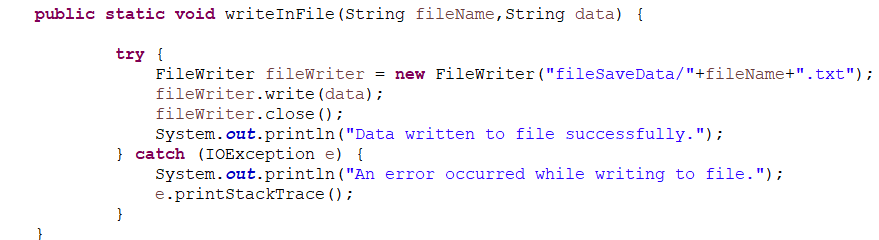 public static void writeInFile(String fileName,String data) {
try {
FileWriter fileWriter = new FileWriter("fileSaveData/"+fileName+".txt");
fileWriter.write(data);
fileWriter.close();
System.out.println("Data written to file successfully.");
} catch (IOException e) {
System.out.println("An error occurred while writing to file.");
e.printStackTrace();
}
}